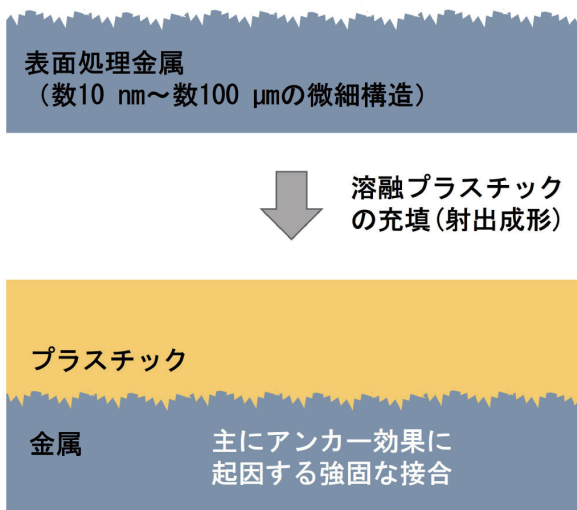 表面処理金属
（数10 nm～数100 μmの微細構造）
溶融プラスチック
の充填(射出成形)
プラスチック
金属
主にアンカー効果に
起因する強固な接合